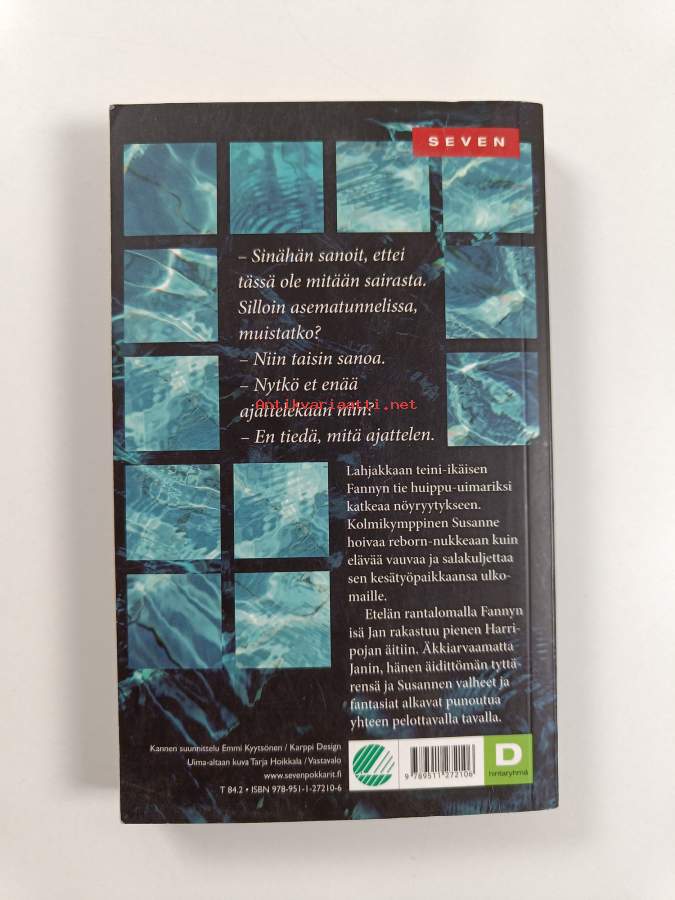 SEVEN
– Sinähän sanoit, ettei
tässä ole mitään sairasta.
Silloin asematunnelissa,
muistatko?
– Niin taisin sanoa.
– Nytkö et enää
ajattelekaan niin?
Antikvariaatti.net
– En tiedä, mitä ajattelen.
Lahjakkaan teini-ikäisen
Fannyn tie huippu-uimariksi
katkeaa nöyryytykseen.
Kolmikymppinen Susanne
hoivaa reborn-nukkeaan kuin
elävää vauvaa ja salakuljettaa
sen kesätyöpaikkaansa ulko-
maille.
Etelän rantalomalla Fannyn
isä Jan rakastuu pienen Harri-
pojan äitiin. Äkkiarvaamatta
Janin, hänen äidittömän tyttä-
rensä ja Susannen valheet ja
fantasiat alkavat punoutua
yhteen pelottavalla tavalla.
Kannen suunnittelu Emmi Kyytsönen / Karppi Design
Uima-altaan kuva Tarja Hoikkala / Vastavalo
www.sevenpokkarit.fi
T 84.2 • ISBN 978-951-1-27210-6
9 789511 272106
D
hintaryhmä